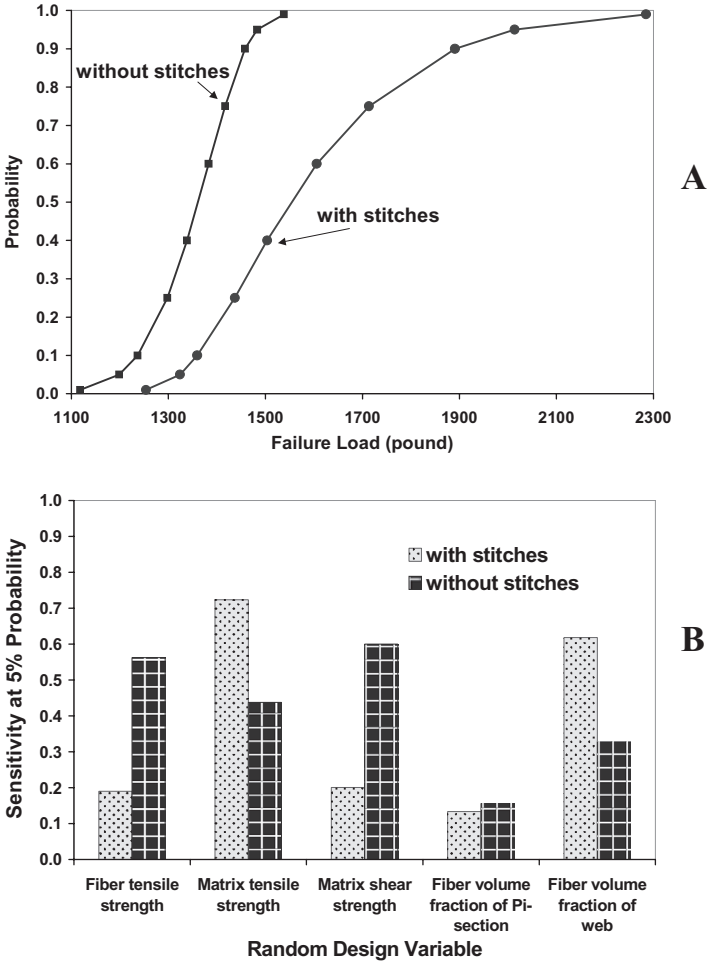 1.0
0.9
0.8
0.7
0.6
0.5
0.4
0.3
0.2
0.1
0.0
Probability
without stitches
with stitches
1100 1300 1500 1700 1900 2100 2300
Failure Load (pound)
A
1.0
0.9
0.8
0.7
0.6
0.5
0.4
0.3
0.2
0.1
0.0
Sensitivity at 5% Probability
with stitches
without stitches
B
Fiber tensile
strength
Matrix tensile
strength
Matrix shear
strength
Fiber volume
fraction of Pi-
section
Fiber volume
fraction of
web
Random Design Variable